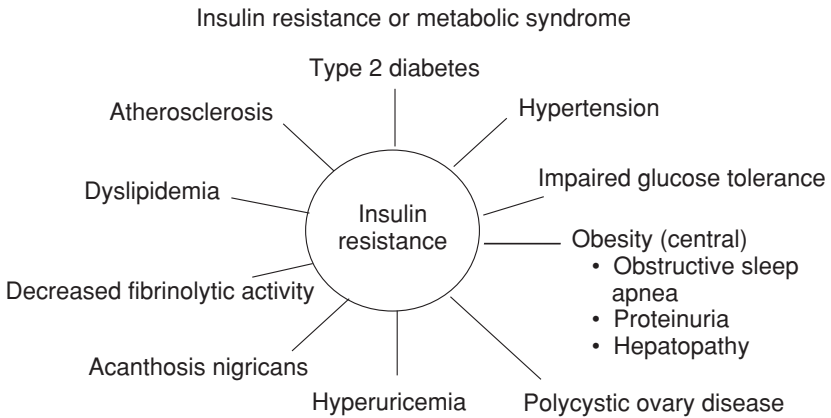 Insulin resistance or metabolic syndrome
Type 2 diabetes
Atherosclerosis
Hypertension
Dyslipidemia
Impaired glucose tolerance
Insulin
resistance
Obesity (central)
• Obstructive sleep
apnea
• Proteinuria
• Hepatopathy
Decreased fibrinolytic activity
Acanthosis nigricans
Hyperuricemia
Polycystic ovary disease